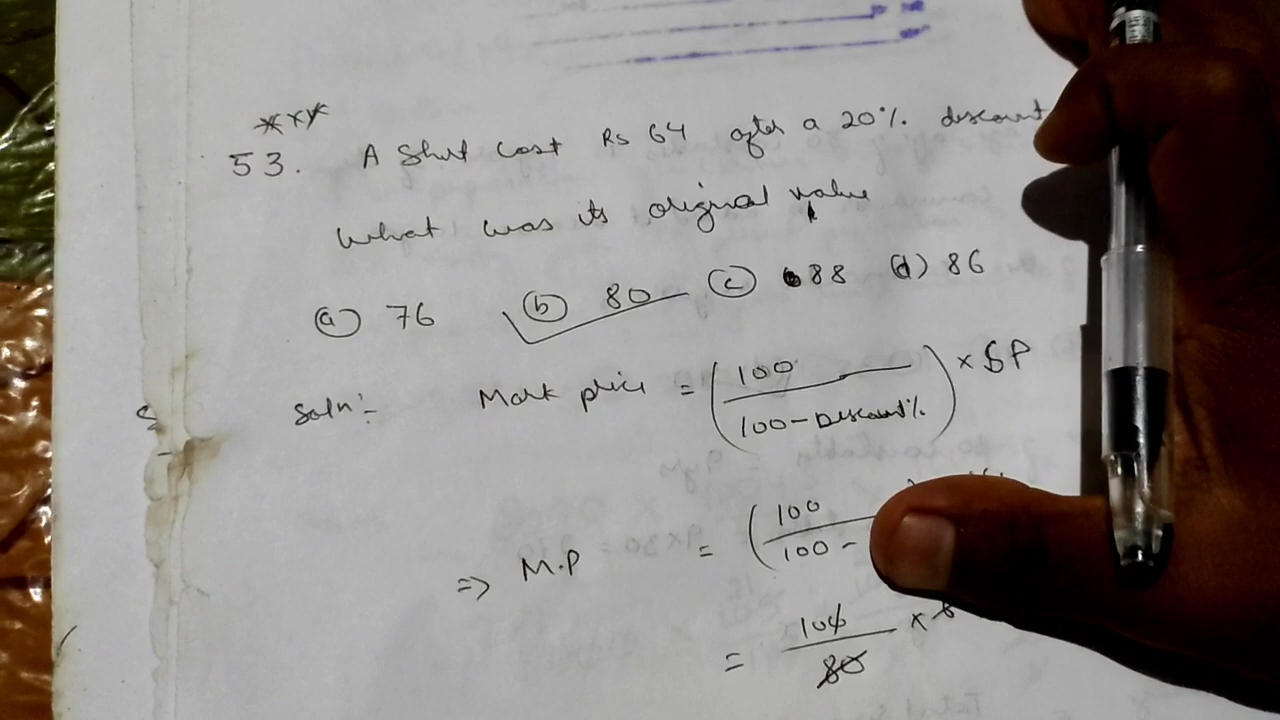 ***
53. A Shirt cost Rs 64 after a 20% discount
What was its original value
(a) 76 (b) 80 (c) 88 (d) 86
Soln:- Mark price = (100 / 100 - Discount%) × SP
=> M.P = (100 / 100 -
= 100 / 80 ×